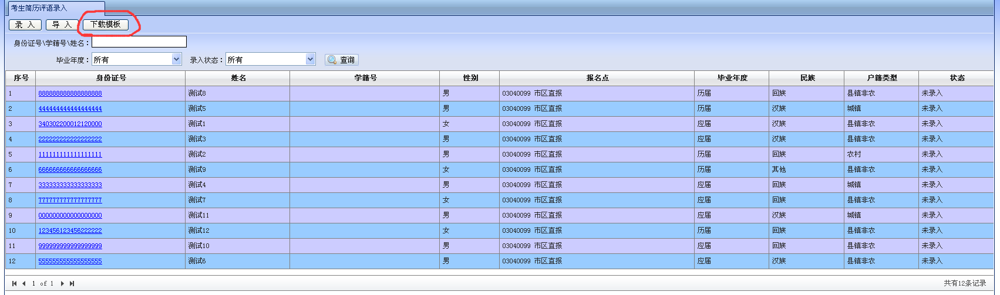 考生简历评语录入
录 入 导 入 下载模板
身份证号\学籍号\姓名：
毕业年度： 所有 录入状态： 所有 查询
序号 身份证号 姓名 学籍号 性别 报名点 毕业年度 民族 户籍类型 状态
1 888888888888888888 测试8 男 03040099 市区直报 历届 回族 县镇非农 未录入
2 444444444444444444 测试5 男 03040099 市区直报 历届 汉族 城镇 未录入
3 340302200012120000 测试1 女 03040099 市区直报 应届 汉族 县镇非农 未录入
4 222222222222222222 测试3 男 03040099 市区直报 应届 汉族 县镇非农 未录入
5 111111111111111111 测试2 男 03040099 市区直报 历届 回族 农村 未录入
6 666666666666666666 测试9 女 03040099 市区直报 历届 其他 县镇非农 未录入
7 333333333333333333 测试4 男 03040099 市区直报 应届 回族 城镇 未录入
8 777777777777777777 测试7 女 03040099 市区直报 应届 回族 县镇非农 未录入
9 000000000000000000 测试11 男 03040099 市区直报 应届 汉族 城镇 未录入
10 123456123456222222 测试12 女 03040099 市区直报 历届 回族 县镇非农 未录入
11 999999999999999999 测试10 男 03040099 市区直报 应届 回族 县镇非农 未录入
12 555555555555555555 测试6 男 03040099 市区直报 应届 汉族 县镇非农 未录入
1 of 1 共有12条记录